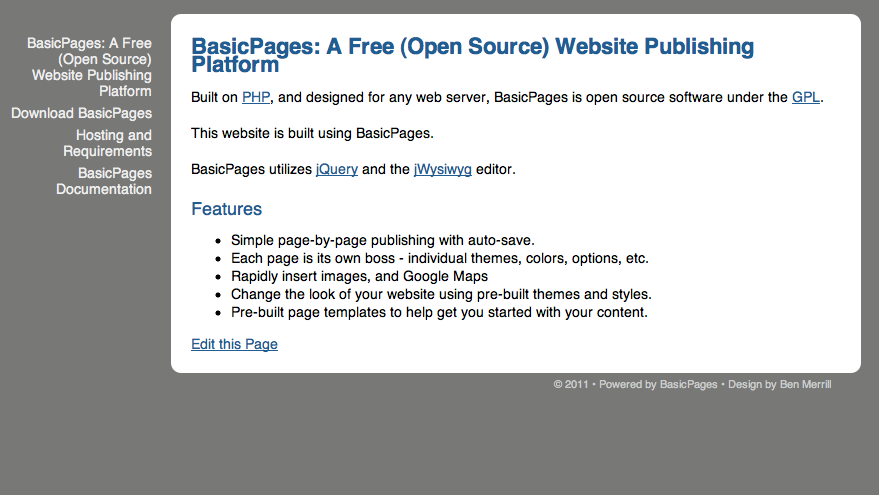 BasicPages: A Free
(Open Source)
Website Publishing
Platform
Download BasicPages
Hosting and
Requirements
BasicPages
Documentation
BasicPages: A Free (Open Source) Website Publishing
Platform
Built on PHP, and designed for any web server, BasicPages is open source software under the GPL.
This website is built using BasicPages.
BasicPages utilizes jQuery and the jWysiwyg editor.
Features
• Simple page-by-page publishing with auto-save.
• Each page is its own boss - individual themes, colors, options, etc.
• Rapidly insert images, and Google Maps
• Change the look of your website using pre-built themes and styles.
• Pre-built page templates to help get you started with your content.
Edit this Page
© 2011 • Powered by BasicPages • Design by Ben Merrill